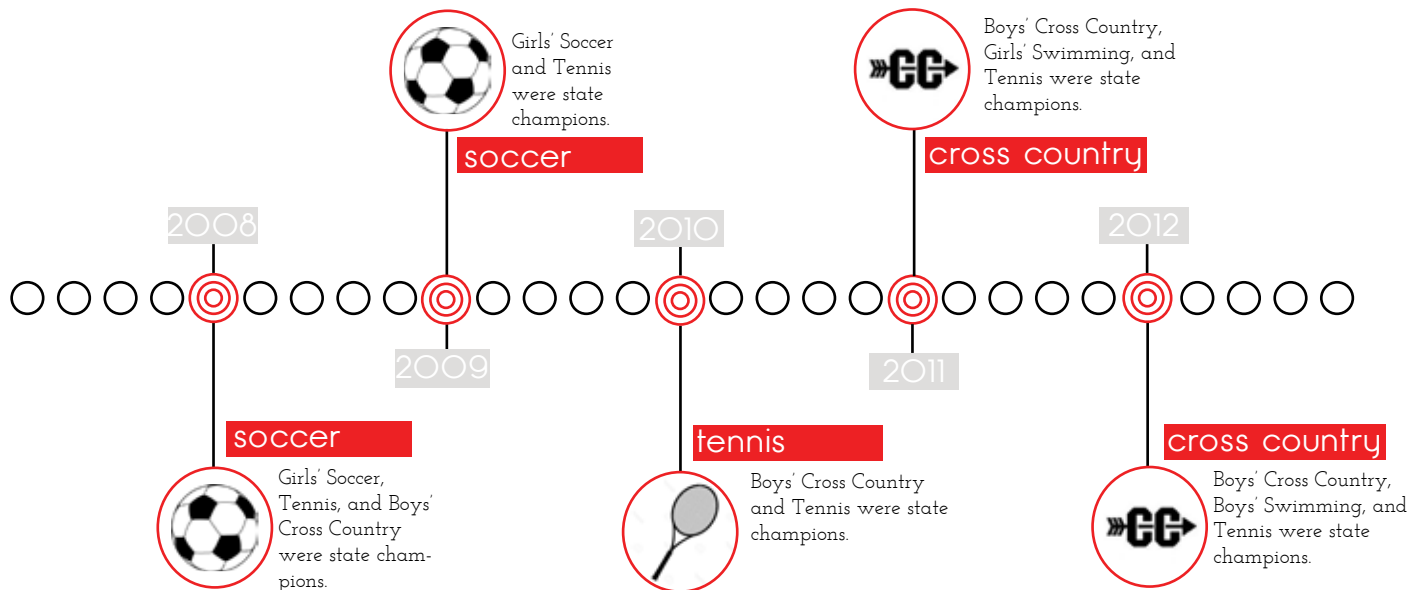 Girls' Soccer
and Tennis
were state
champions.
soccer
Boys' Cross Country,
Girls' Swimming, and
Tennis were state
champions.
CC
cross country
2008
2010
2012
2009
2011
soccer
Girls' Soccer,
Tennis, and Boys'
Cross Country
were state cham-
pions.
tennis
Boys' Cross Country
and Tennis were state
champions.
cross country
Boys' Cross Country,
Boys' Swimming, and
Tennis were state
champions.
CC